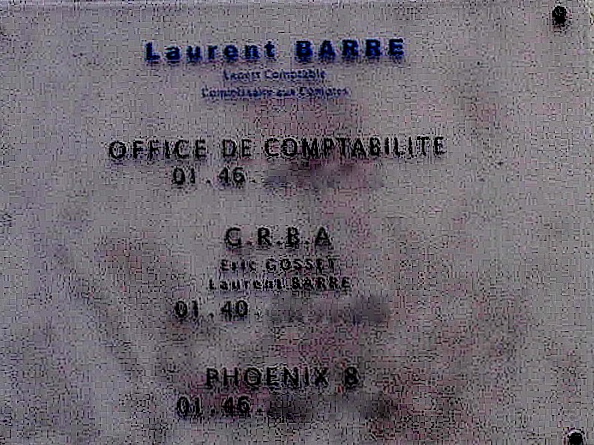 Laurent BARRE
Expert Comptable
Commissaire aux Comptes
OFFICE DE COMPTABILITE
01.46.
G.R.B.A
Eric GOSSET
Laurent BARRE
01.40.
PHOENIX 8
01.46.